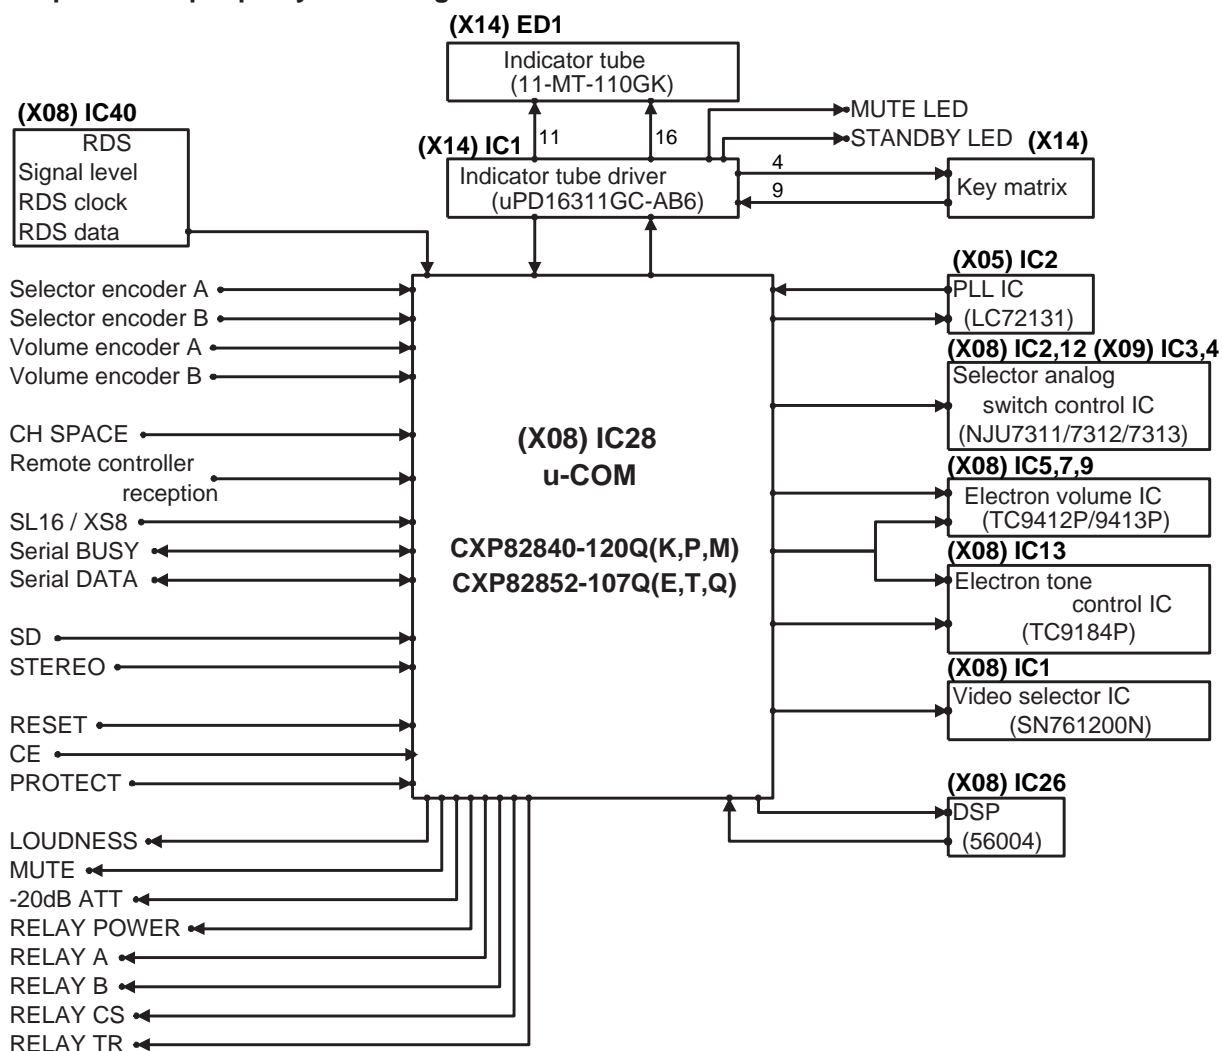 (X14) ED1
Indicator tube
(11-MT-110GK)
(X08) IC40
RDS
Signal level
RDS clock
RDS data
11
16
MUTE LED
STANDBY LED
(X14) IC1
Indicator tube driver
(uPD16311GC-AB6)
4
9
(X14)
Key matrix
Selector encoder A
Selector encoder B
Volume encoder A
Volume encoder B
CH SPACE
Remote controller
reception
SL16 / XS8
Serial BUSY
Serial DATA
SD
STEREO
RESET
CE
PROTECT
LOUDNESS
MUTE
-20dB ATT
RELAY POWER
RELAY A
RELAY B
RELAY CS
RELAY TR
(X08) IC28
u-COM
CXP82840-120Q(K,P,M)
CXP82852-107Q(E,T,Q)
(X05) IC2
PLL IC
(LC72131)
(X08) IC2,12 (X09) IC3,4
Selector analog
switch control IC
(NJU7311/7312/7313)
(X08) IC5,7,9
Electron volume IC
(TC9412P/9413P)
(X08) IC13
Electron tone
control IC
(TC9184P)
(X08) IC1
Video selector IC
(SN761200N)
(X08) IC26
DSP
(56004)